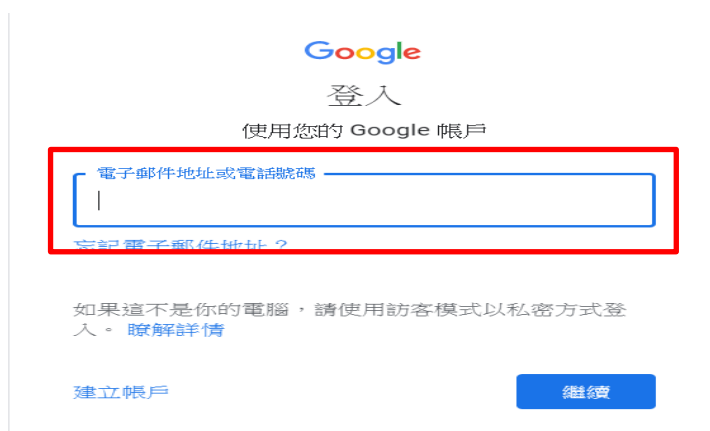 Google
登入
使用您的 Google 帳戶
電子郵件地址或電話號碼
忘記電子郵件地址？
如果這不是你的電腦，請使用訪客模式以私密方式登
入。瞭解詳情
建立帳戶
繼續